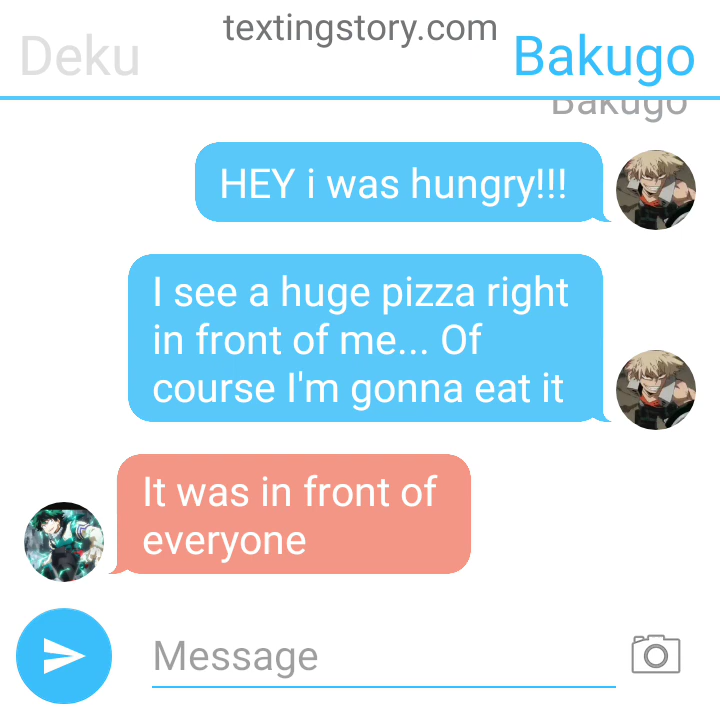 textingstory.com
Deku
Bakugo
Bakugo
HEY i was hungry!!!
I see a huge pizza right
in front of me... Of
course I'm gonna eat it
It was in front of
everyone
Message